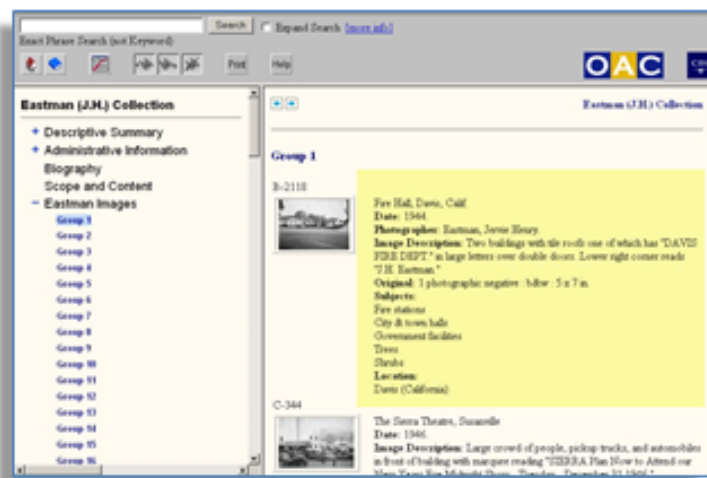 Search
Expand Search [more info]
Exact Phrase Search (not Keyword)
Print
Help
OAC
Eastman (J.H.) Collection
+ Descriptive Summary
+ Administrative Information
Biography
Scope and Content
− Eastman Images
Group 1
Group 2
Group 3
Group 4
Group 5
Group 6
Group 7
Group 8
Group 9
Group 10
Group 11
Group 12
Group 13
Group 14
Group 15
Group 16
Eastman (J.H.) Collection
Group 1
B-2118
Fire Hall, Davis, Calif.
Date: 1944.
Photographer: Eastman, Jervie Henry.
Image Description: Two buildings with tile roofs one of which has "DAVIS
FIRE DEPT." in large letters over double doors. Lower right corner reads
"J.H. Eastman."
Original: 1 photographic negative : b&w : 5 x 7 in.
Subjects:
Fire stations
City & town halls
Government facilities
Trees
Shrubs
Location:
Davis (California)
C-344
The Sierra Theatre, Susanville
Date: 1946.
Image Description: Large crowd of people, pickup trucks, and automobiles
in front of building with marquee reading "SIERRA Plan Now to Attend our